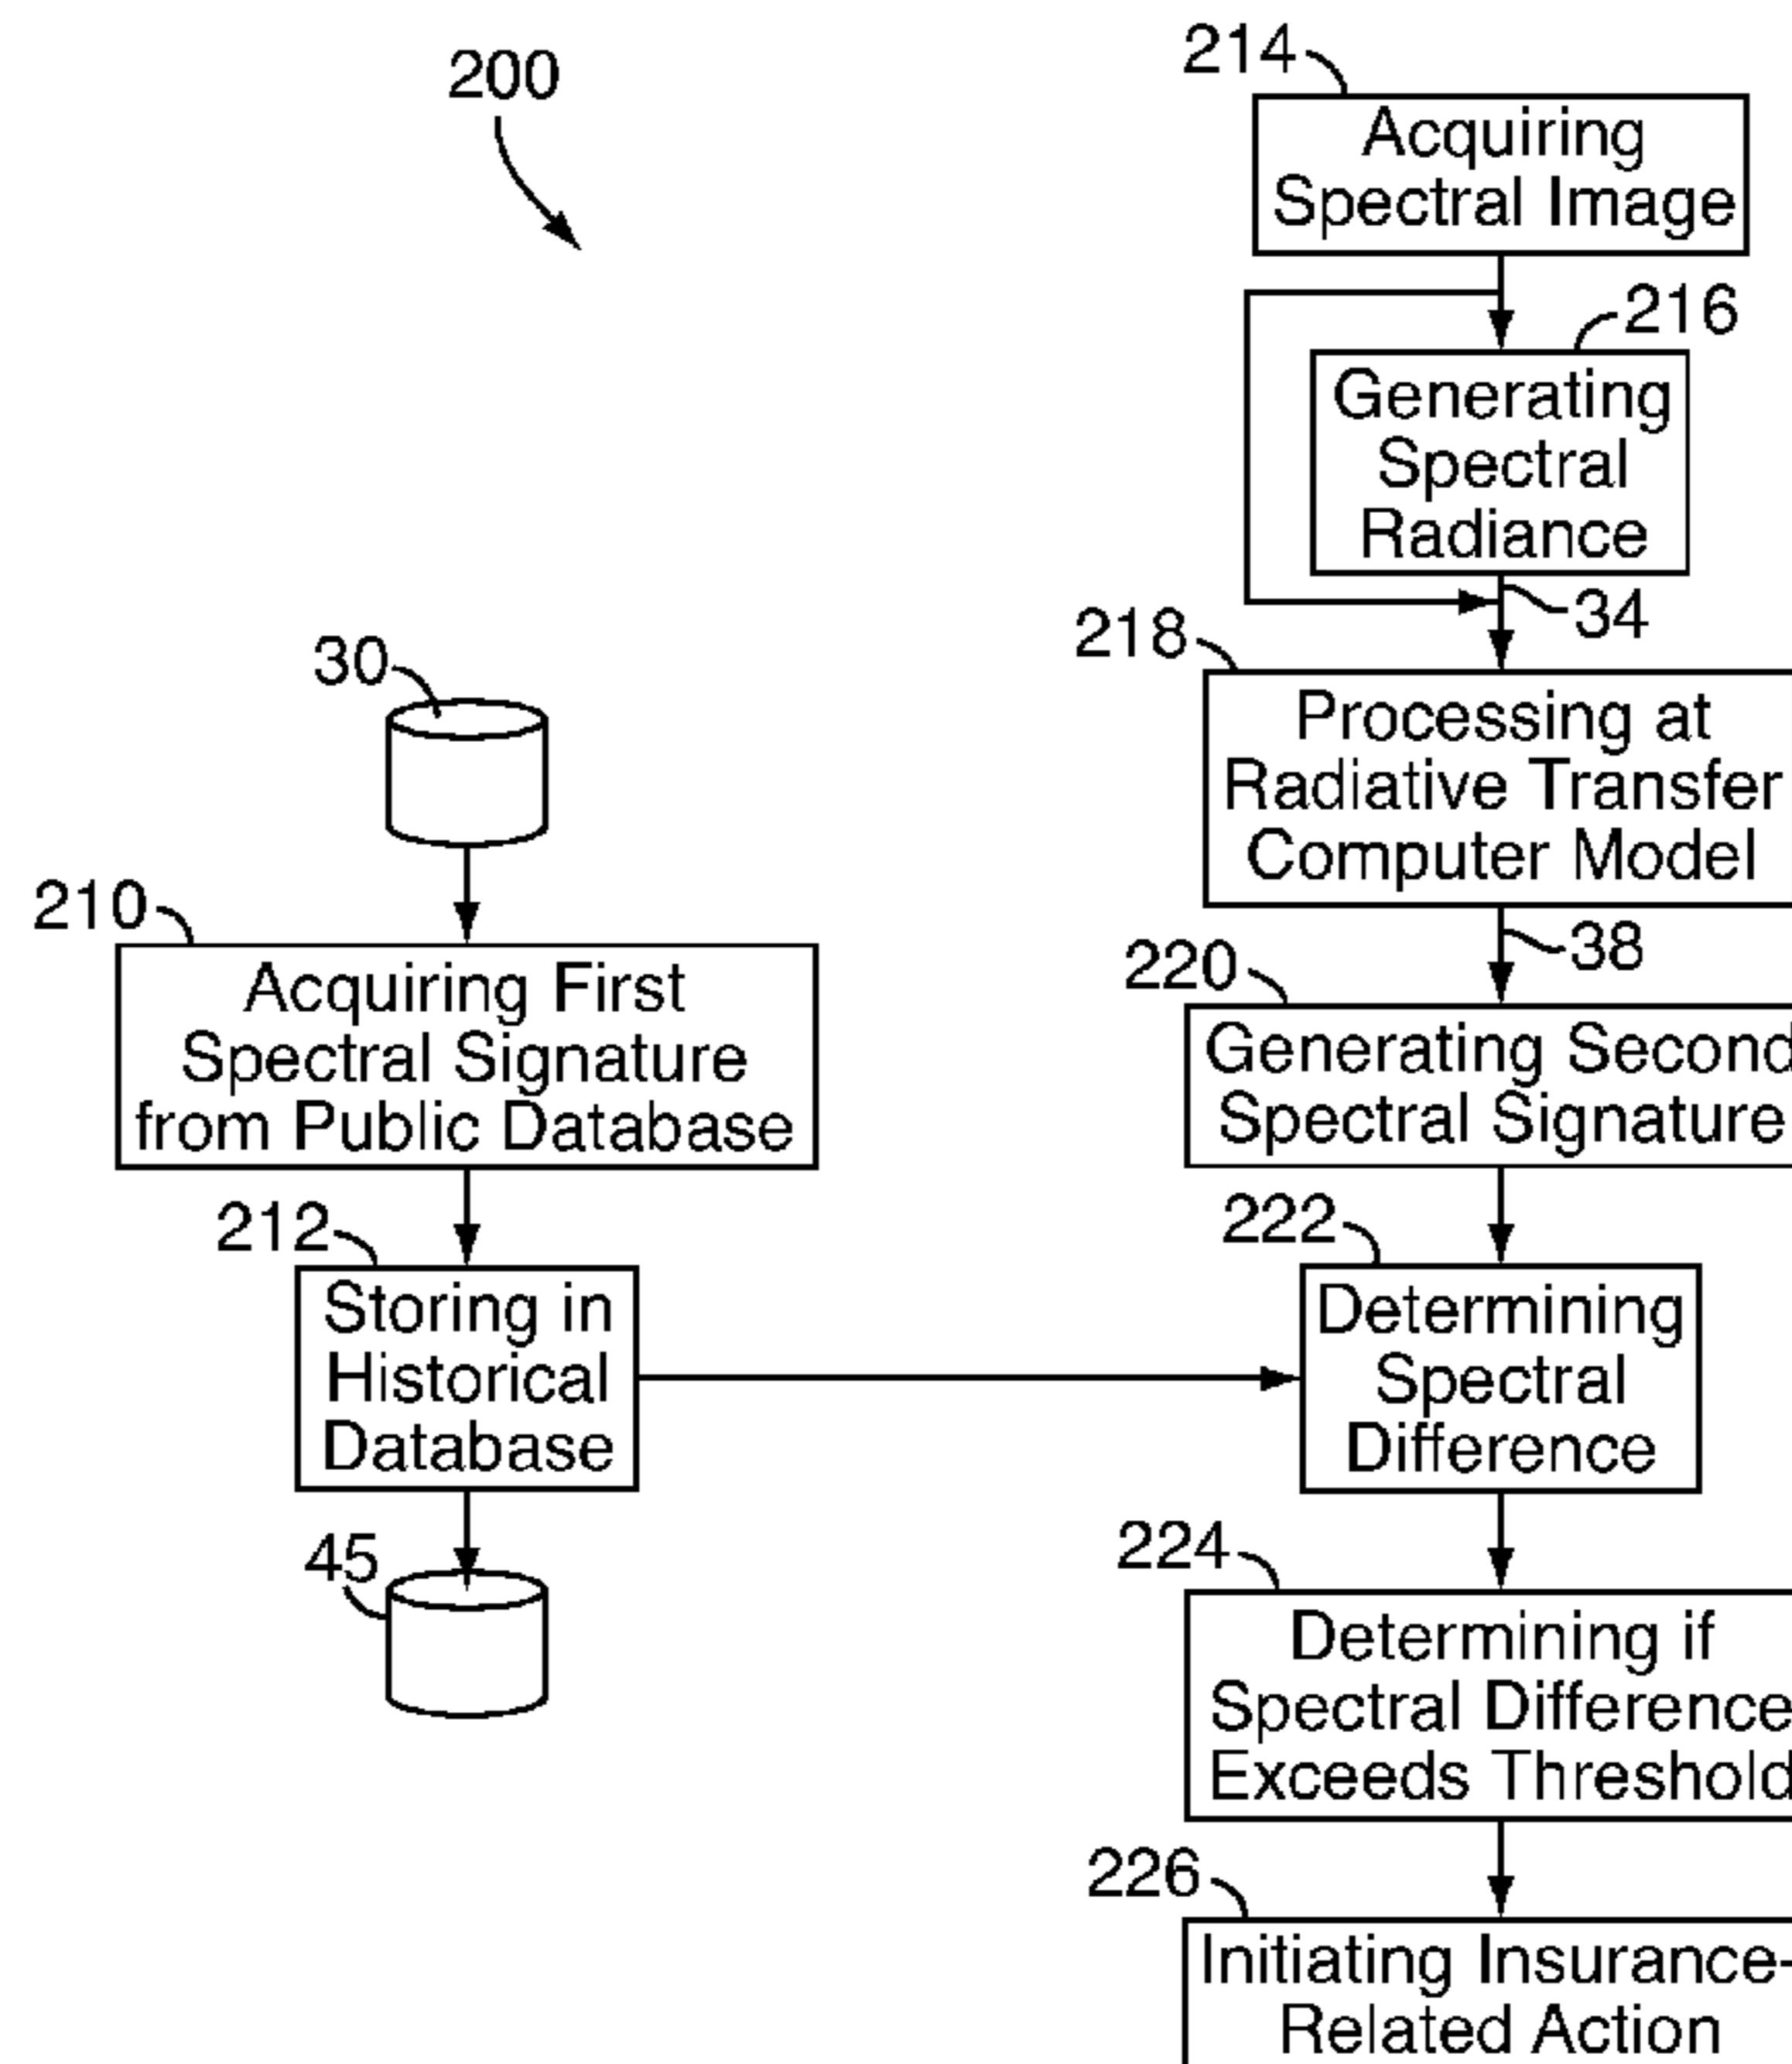 200
214
Acquiring
Spectral Image
216
Generating
Spectral
Radiance
34
30
218
Processing at
Radiative Transfer
Computer Model
38
210
Acquiring First
Spectral Signature
from Public Database
220
Generating Second
Spectral Signature
212
Storing in
Historical
Database
222
Determining
Spectral
Difference
45
224
Determining if
Spectral Difference
Exceeds Threshold
226
Initiating Insurance-
Related Action